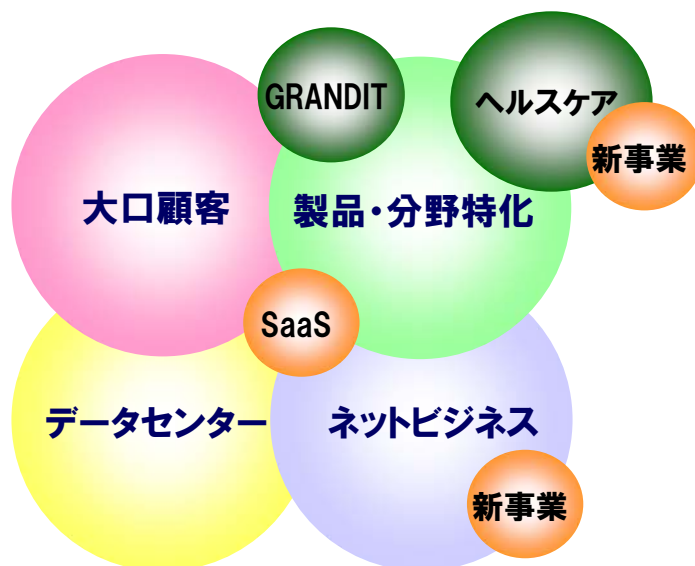 GRANDIT
ヘルスケア
新事業
大口顧客
製品・分野特化
SaaS
データセンター
ネットビジネス
新事業